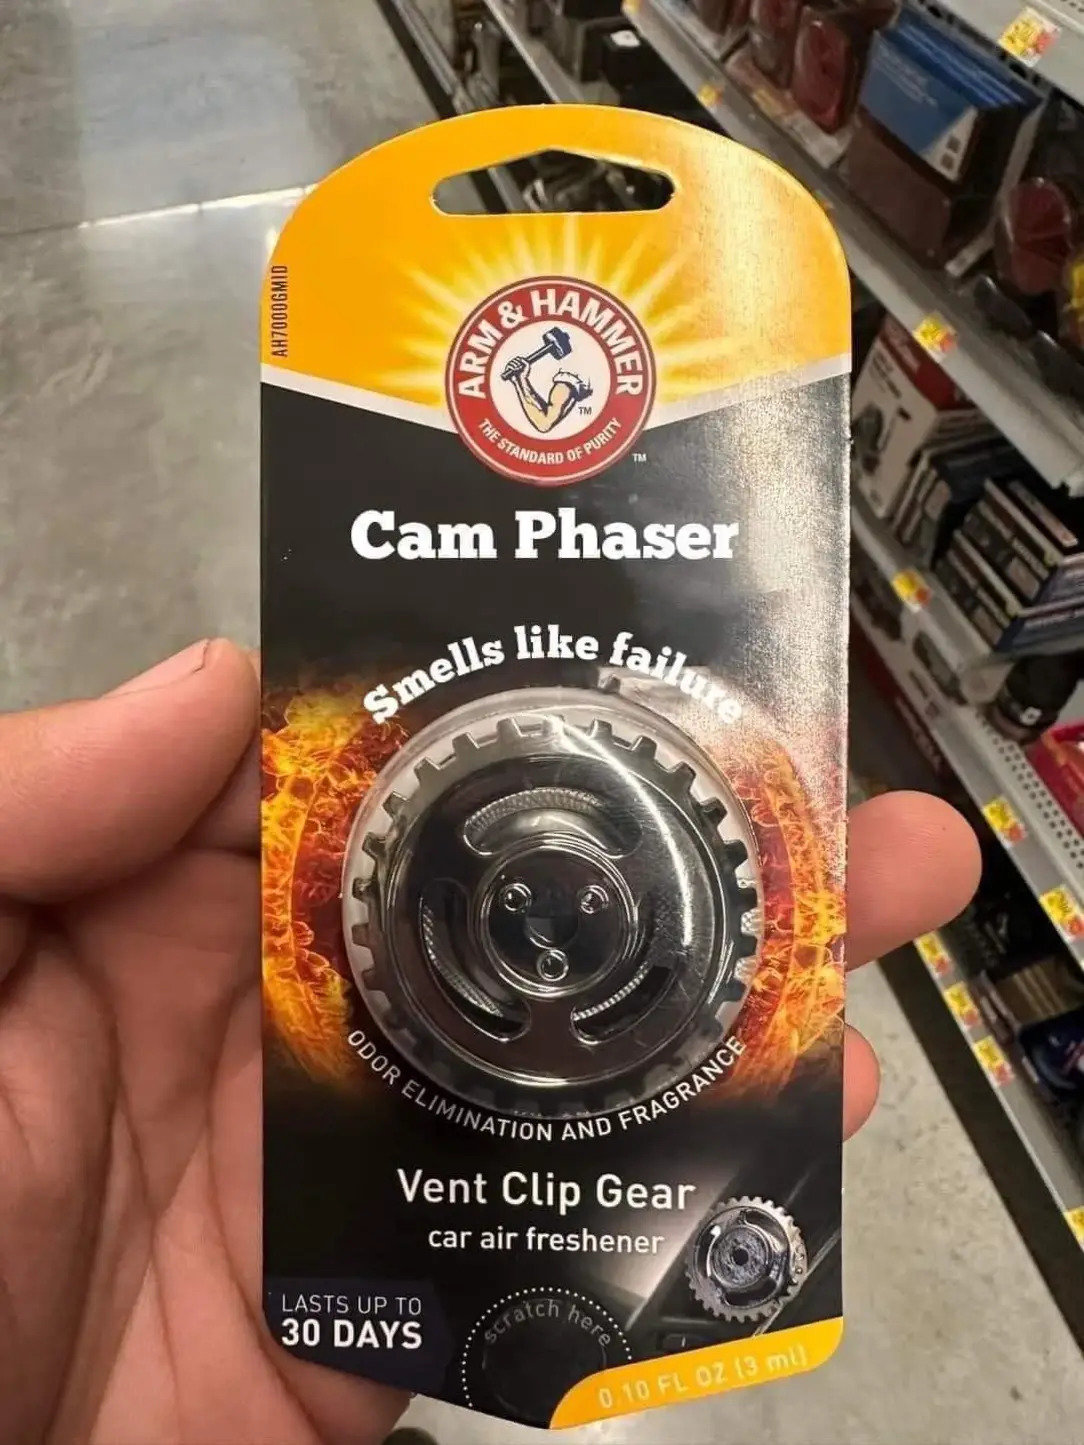 AH7000GMID
ARM & HAMMER
THE STANDARD OF PURITY
TM
TM
Cam Phaser
Smells like failure
ODOR ELIMINATION AND FRAGRANCE
Vent Clip Gear
car air freshener
LASTS UP TO
30 DAYS
scratch here
0.10 FL OZ (3 ml)